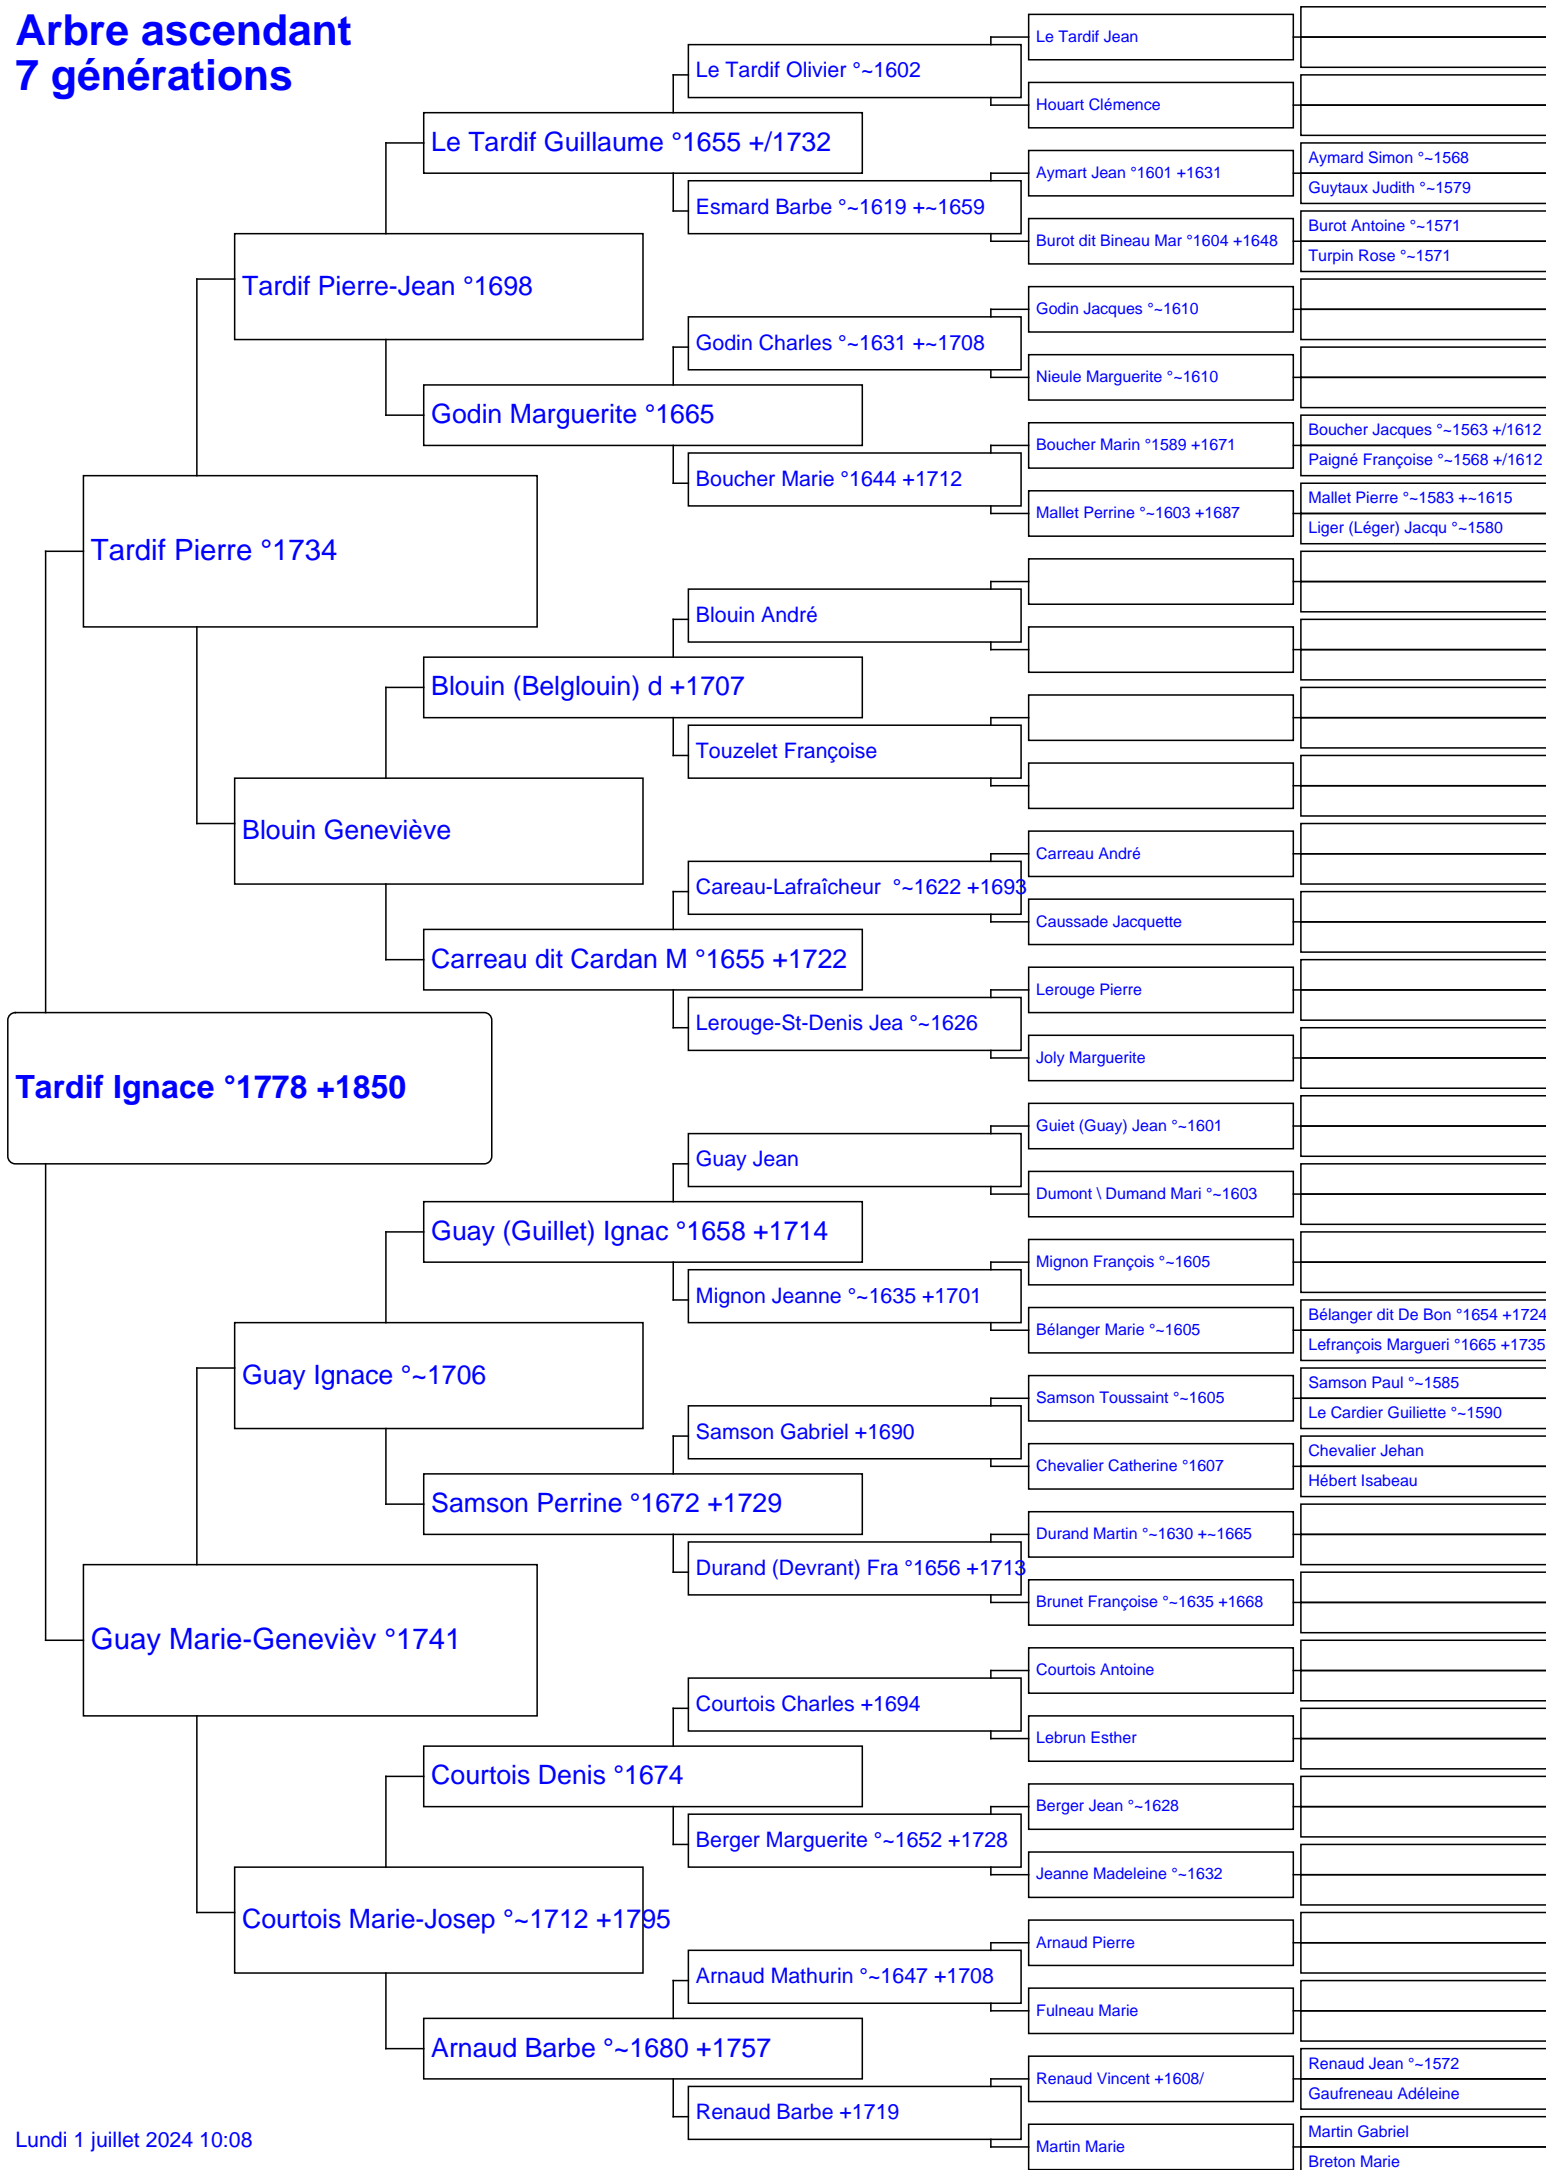 Arbre ascendant
7 générations
Tardif Ignace °1778 +1850
Tardif Pierre °1734
Guay Marie-Genevièv °1741
Tardif Pierre-Jean °1698
Blouin Geneviève
Guay Ignace °~1706
Courtois Marie-Josep °~1712 +1795
Le Tardif Guillaume °1655 +/1732
Godin Marguerite °1665
Blouin (Belglouin) d +1707
Carreau dit Cardan M °1655 +1722
Guay (Guillet) Ignac °1658 +1714
Samson Perrine °1672 +1729
Courtois Denis °1674
Arnaud Barbe °~1680 +1757
Le Tardif Olivier °~1602
Esmard Barbe °~1619 +~1659
Godin Charles °~1631 +~1708
Boucher Marie °1644 +1712
Blouin André
Touzelet Françoise
Careau-Lafraîcheur  °~1622 +1693
Lerouge-St-Denis Jea °~1626
Guay Jean
Mignon Jeanne °~1635 +1701
Samson Gabriel +1690
Durand (Devrant) Fra °1656 +1713
Courtois Charles +1694
Berger Marguerite °~1652 +1728
Arnaud Mathurin °~1647 +1708
Renaud Barbe +1719
Le Tardif Jean
Houart Clémence
Aymart Jean °1601 +1631
Burot dit Bineau Mar °1604 +1648
Godin Jacques °~1610
Nieule Marguerite °~1610
Boucher Marin °1589 +1671
Mallet Perrine °~1603 +1687
Carreau André
Caussade Jacquette
Lerouge Pierre
Joly Marguerite
Guiet (Guay) Jean °~1601
Dumont \ Dumand Mari °~1603
Mignon François °~1605
Bélanger Marie °~1605
Samson Toussaint °~1605
Chevalier Catherine °1607
Durand Martin °~1630 +~1665
Brunet Françoise °~1635 +1668
Courtois Antoine
Lebrun Esther
Berger Jean °~1628
Jeanne Madeleine °~1632
Arnaud Pierre
Fulneau Marie
Renaud Vincent +1608/
Martin Marie
Aymard Simon °~1568
Guytaux Judith °~1579
Burot Antoine °~1571
Turpin Rose °~1571
Boucher Jacques °~1563 +/1612
Paigné Françoise °~1568 +/1612
Mallet Pierre °~1583 +~1615
Liger (Léger) Jacqu °~1580
Bélanger dit De Bon °1654 +1724
Lefrançois Margueri °1665 +1735
Samson Paul °~1585
Le Cardier Guiliette °~1590
Chevalier Jehan
Hébert Isabeau
Renaud Jean °~1572
Gaufreneau Adéleine
Martin Gabriel
Breton Marie
Lundi 1 juillet 2024 10:08